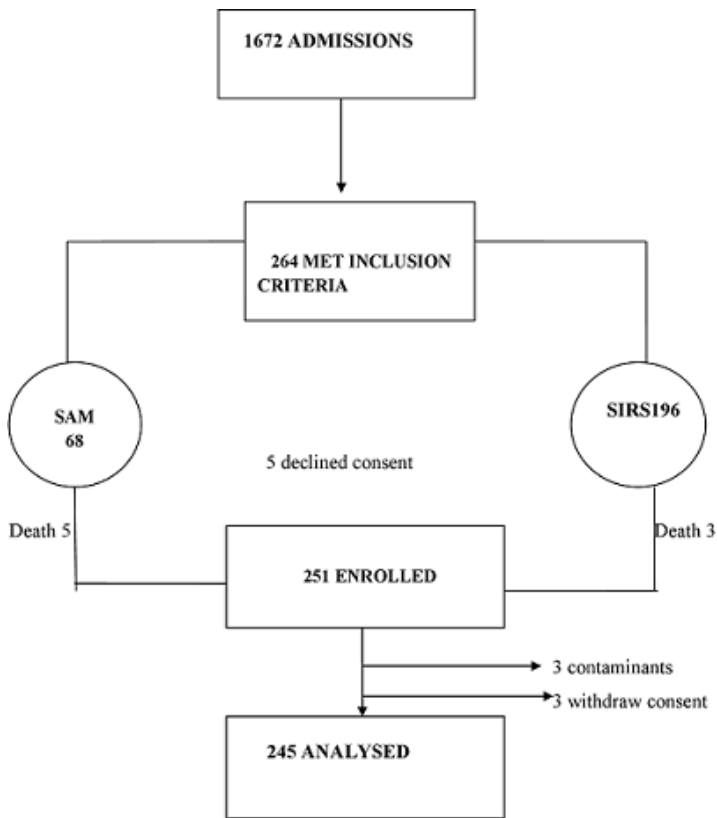 1672 ADMISSIONS
264 MET INCLUSION
CRITERIA
SAM
68
SIRS196
5 declined consent
Death 5
Death 3
251 ENROLLED
3 contaminants
3 withdraw consent
245 ANALYSED